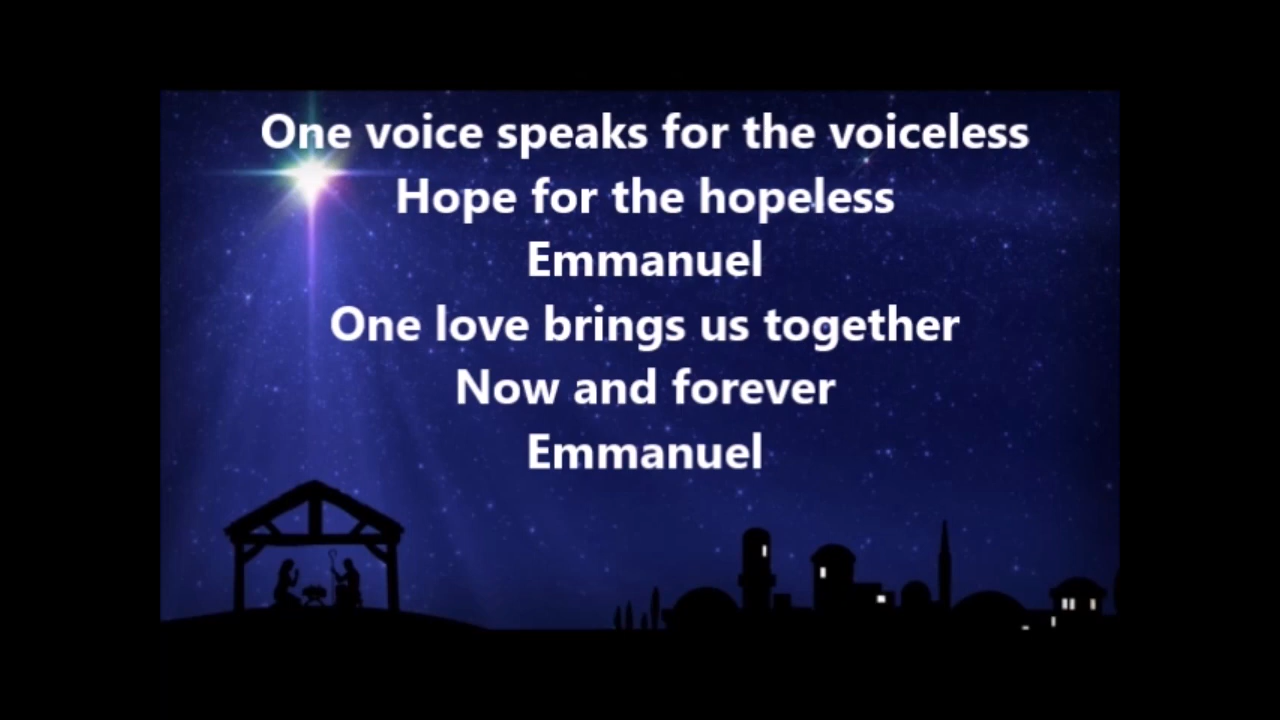 One voice speaks for the voiceless
Hope for the hopeless
Emmanuel
One love brings us together
Now and forever
Emmanuel